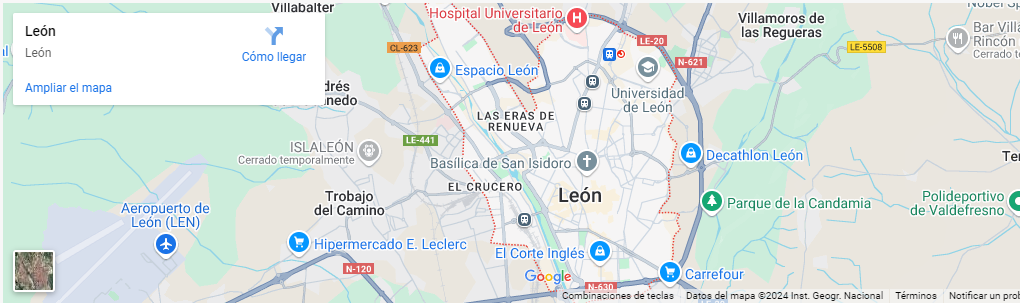 León
León
Cómo llegar
Ampliar el mapa
Villabalter
Hospital Universitario
de León
Villamoros de
las Regueras
CL-623
LE-20
N-621
LE-5508
Bar Villa
Rincón
Cerrado temporalmente
Espacio León
Universidad
de León
LAS ERAS DE
RENUEVA
LE-441
ISLALEÓN
Cerrado temporalmente
Basílica de San Isidoro
Decathlon León
EL CRUCERO
León
Trobajo
del Camino
Parque de la Candamia
Polideportivo
de Valdefresno
Aeropuerto de
León (LEN)
Hipermercado E. Leclerc
El Corte Inglés
N-120
Google
Carrefour
N-630
Combinaciones de teclas
Datos del mapa ©2024 Inst. Geogr. Nacional
Términos
Notificar un prob